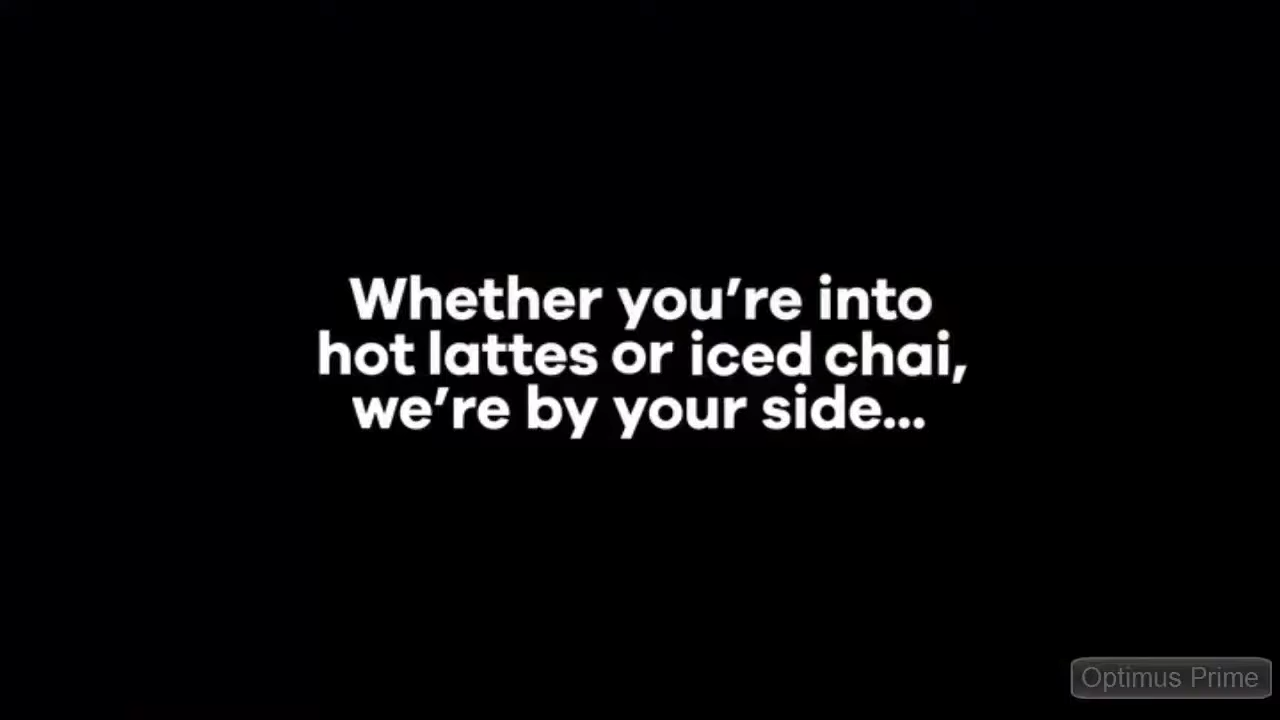 Whether you’re into
hot lattes or iced chai,
we’re by your side...
Optimus Prime